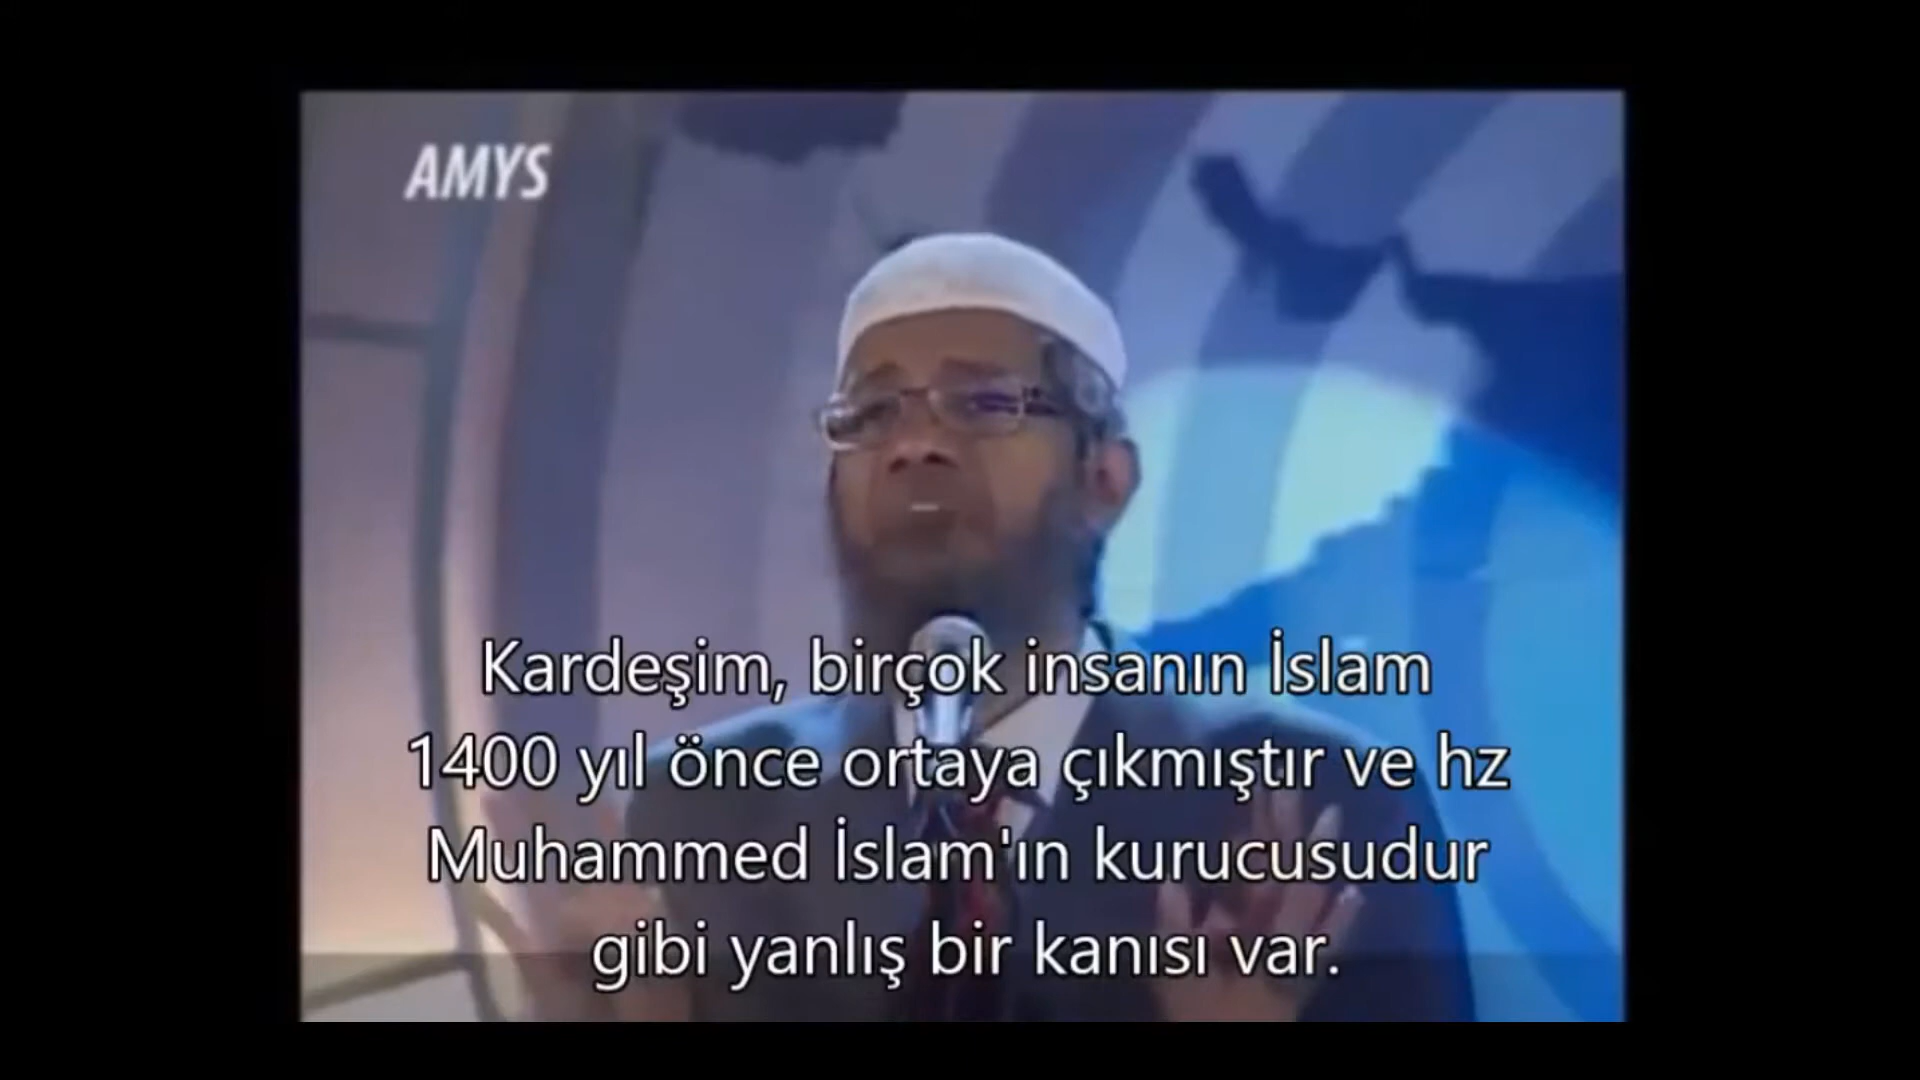 AMYS
Kardeşim, birçok insanın İslam
1400 yıl önce ortaya çıkmıştır ve hz
Muhammed İslam'ın kurucusudur
gibi yanlış bir kanısı var.